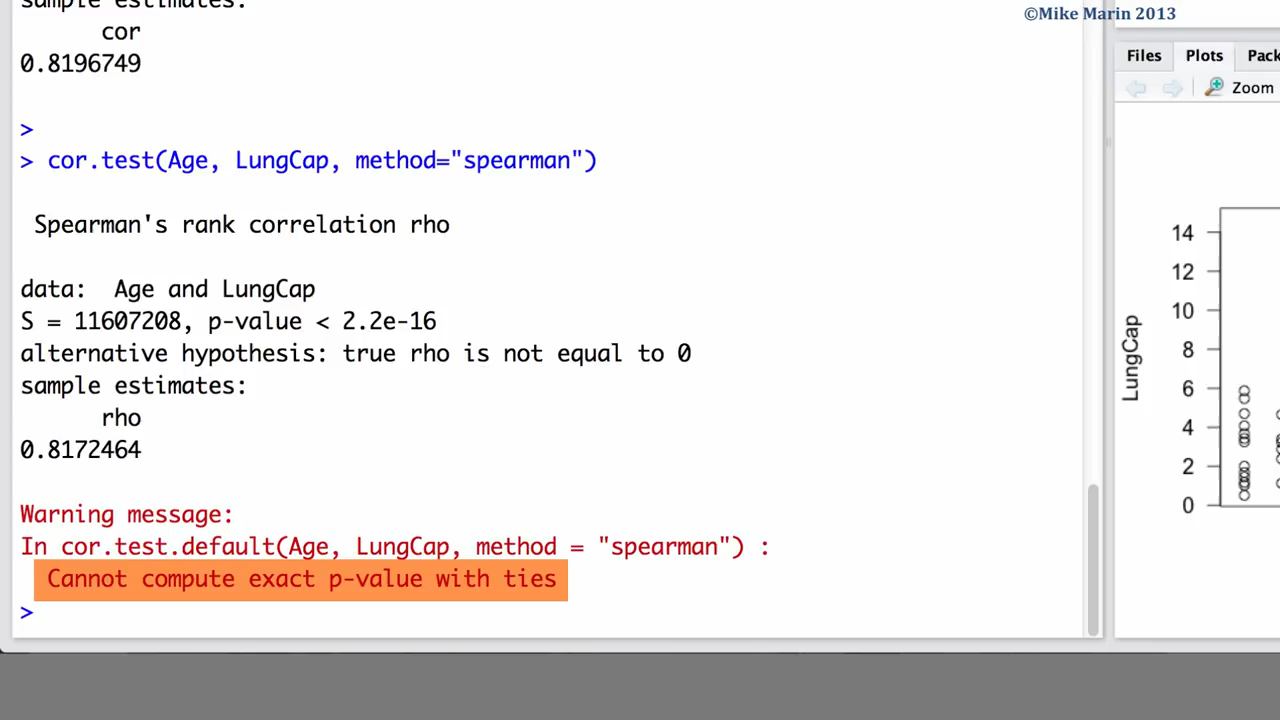 sample estimates:
©Mike Marin 2013
cor
0.8196749
>
> cor.test(Age, LungCap, method="spearman")
Spearman's rank correlation rho
data:  Age and LungCap
S = 11607208, p-value < 2.2e-16
alternative hypothesis: true rho is not equal to 0
sample estimates:
rho
0.8172464
Warning message:
In cor.test.default(Age, LungCap, method = "spearman") :
Cannot compute exact p-value with ties
>
Files Plots Pack
Zoom
LungCap
14
12
10
8
6
4
2
0